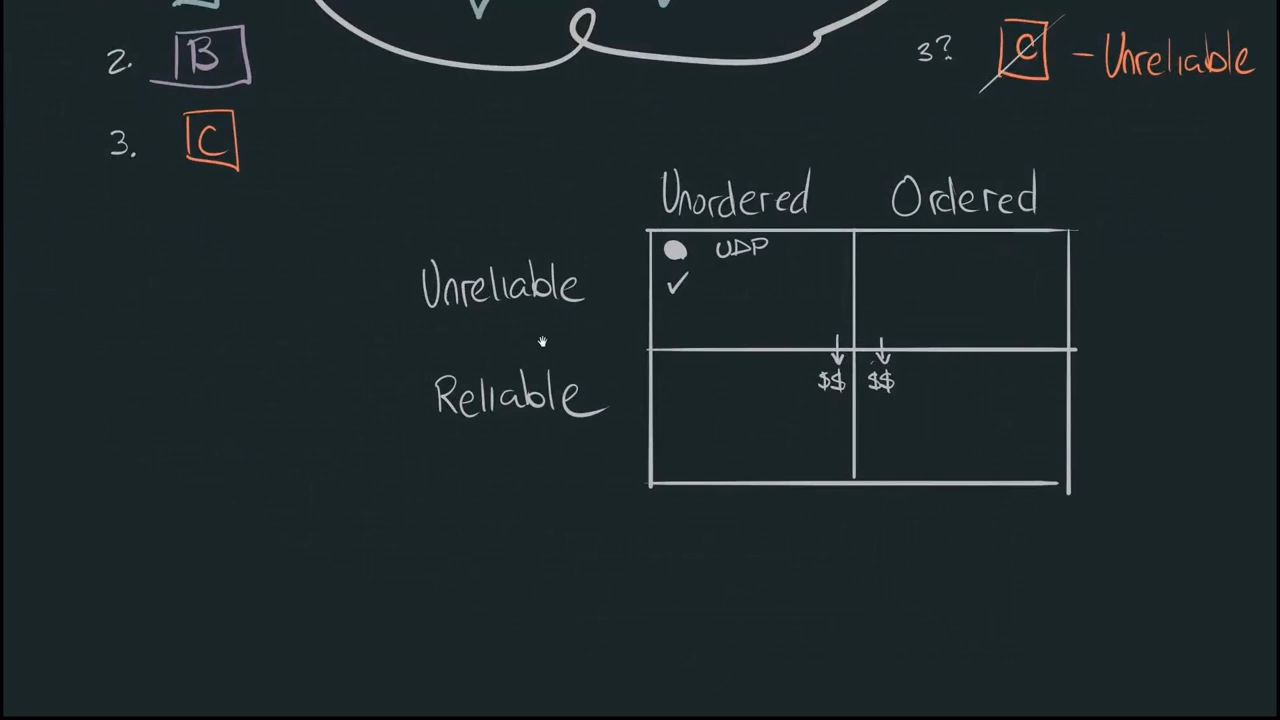 2. B
3? C - Unreliable
3. C
Unordered Ordered
UDP
Unreliable
$$ $$
Reliable